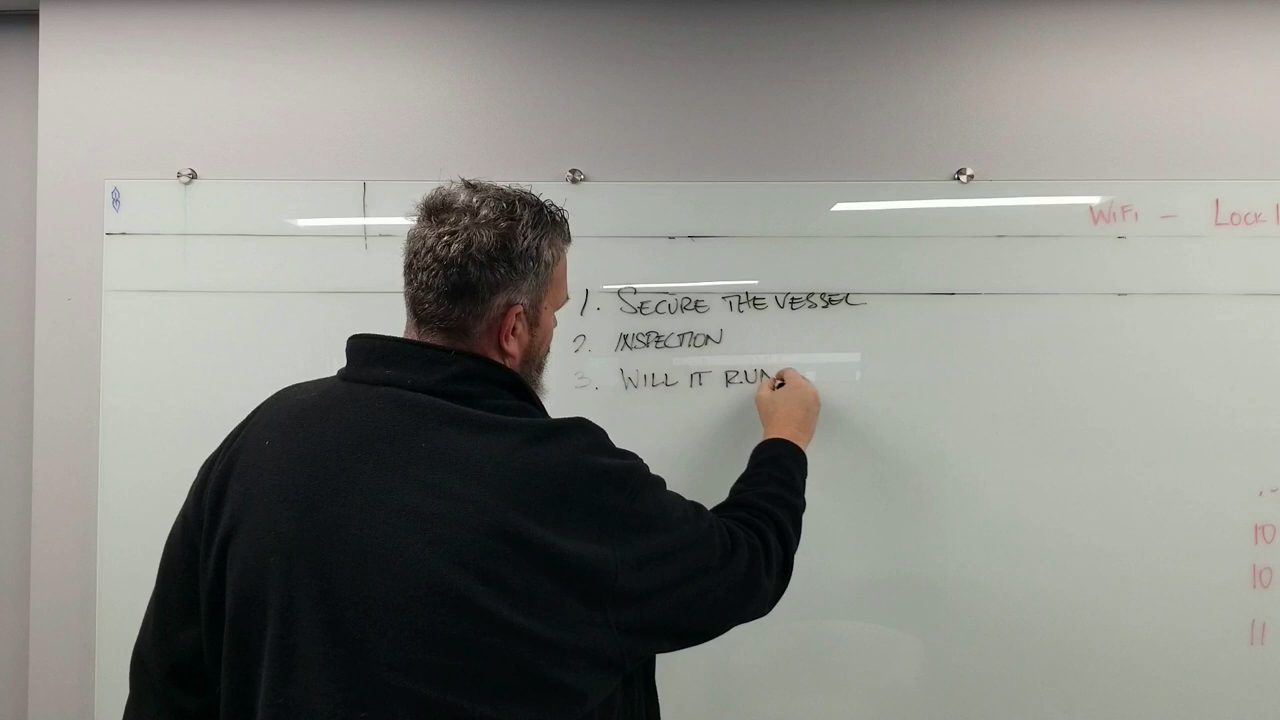 WiFi - Lock
1. SECURE THE VESSEL
2. INSPECTION
3. WILL IT RUN
10
10
11